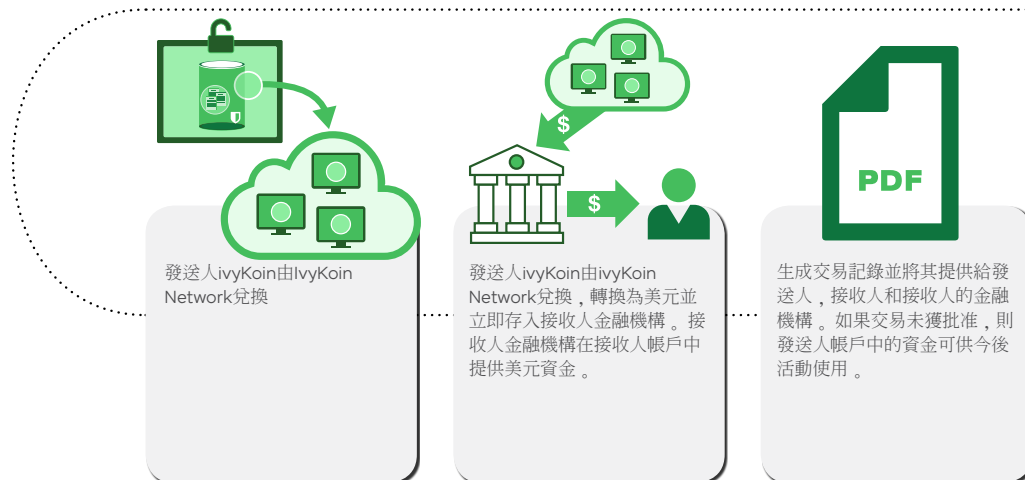 $
$
PDF
發送人ivyKoin由IvyKoin
Network兌換
發送人ivyKoin由ivyKoin
Network兌換，轉換為美元並
立即存入接收人金融機構。接
收人金融機構在接收人帳戶中
提供美元資金。
生成交易記錄並將其提供給發
送人，接收人和接收人的金融
機構。如果交易未獲批准，則
發送人帳戶中的資金可供今後
活動使用。